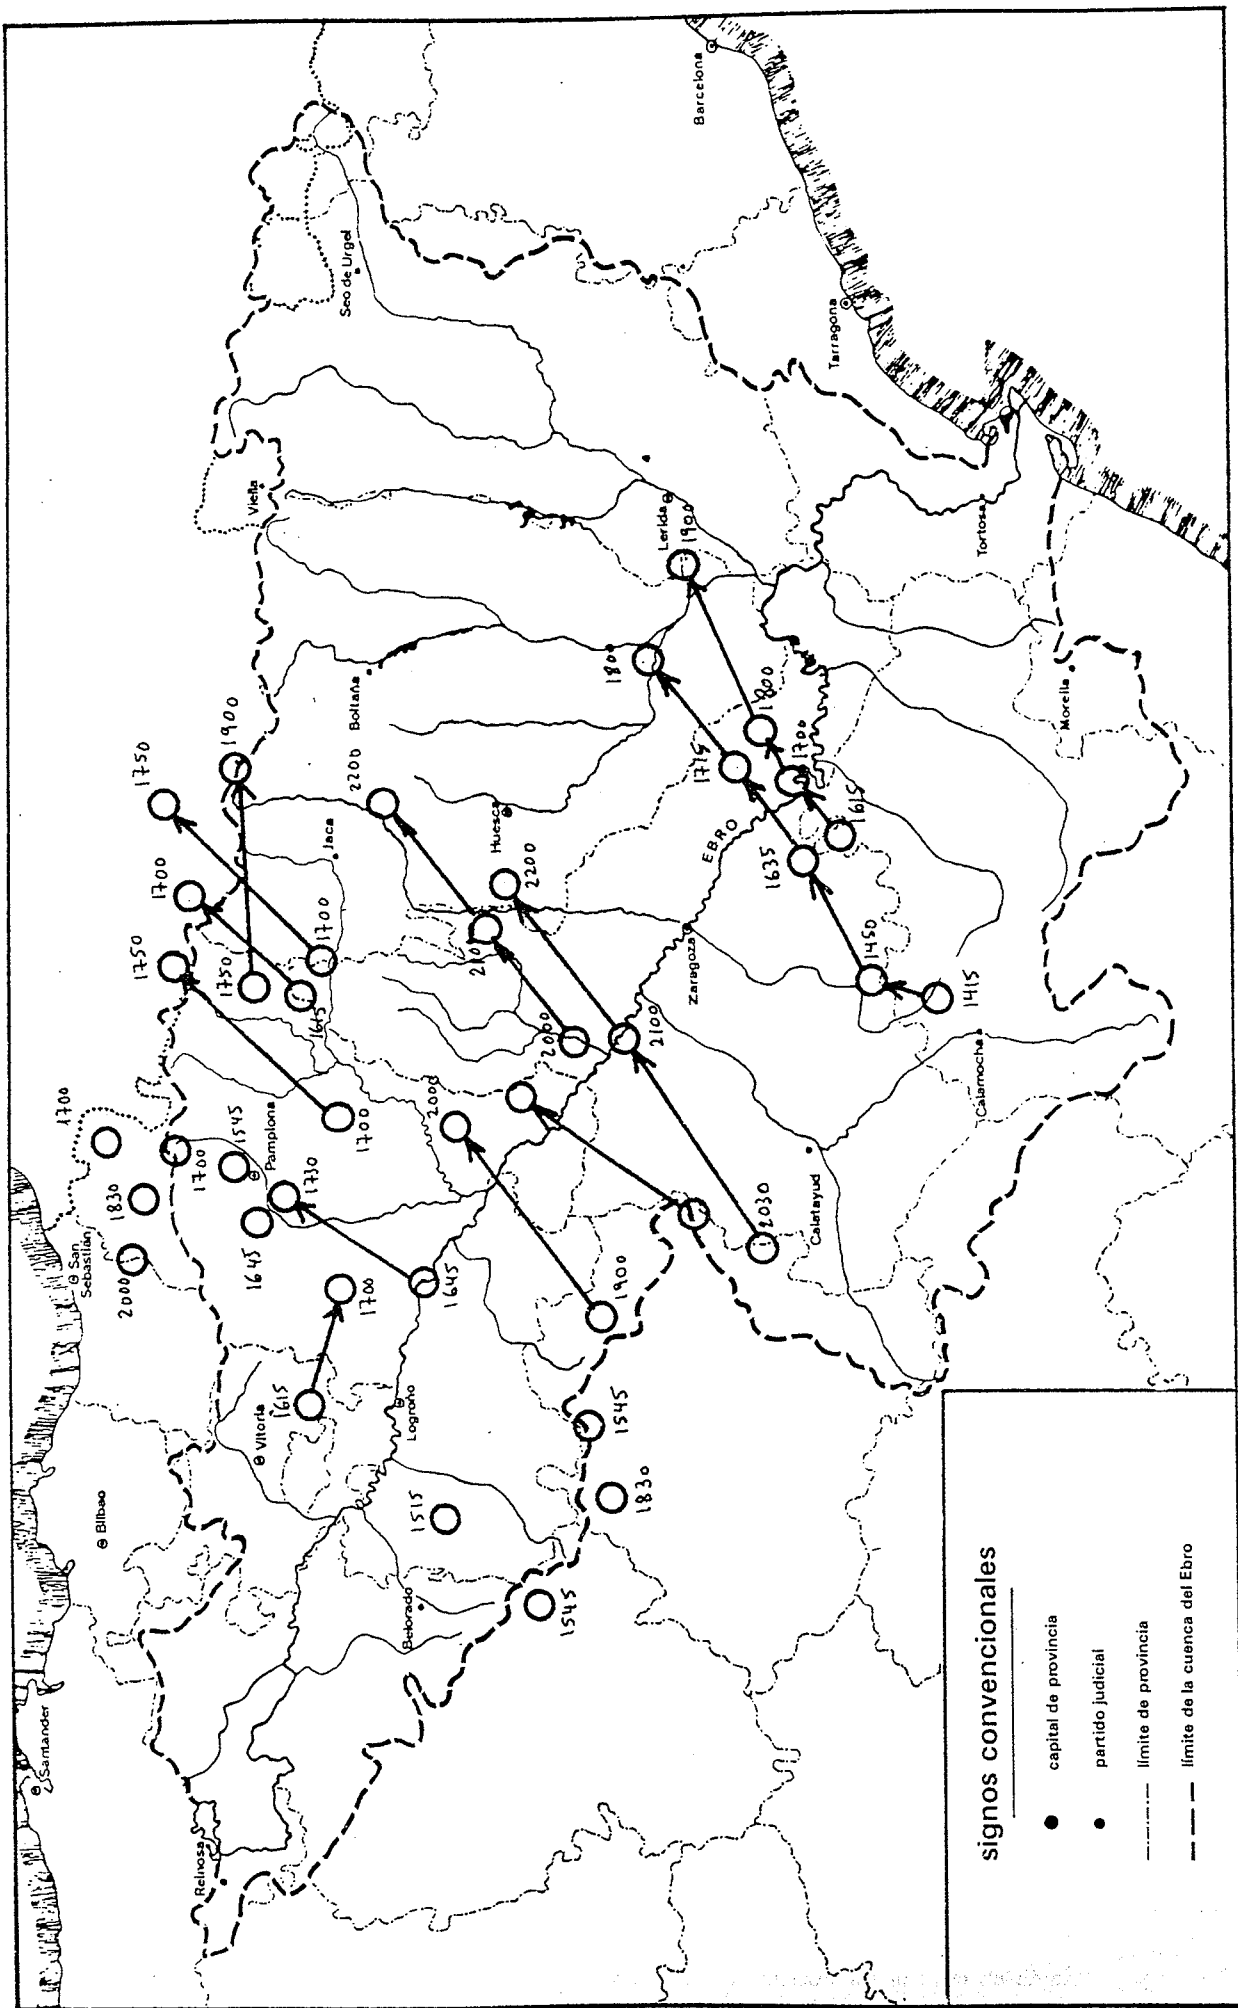 Santander
Bilbao
San
Sebastián
1700
1830
2000
1750
1700
1750
1900
1700
1545
Pamplona
1645
1730
1750
1615
1700
Jaca
Viella
Seo de Urgel
Reinosa
Vitoria
1615
1700
1700
2200
Boltaña
Belorado
Logroño
1515
1645
2000
2100
Huesca
2200
1545
1545
1830
1900
2000
2100
Zaragoza
EBRO
1800
Lerida
1900
Barcelona
1715
1800
1700
1635
1615
2030
Calatayud
1450
1415
Tarragona
Calamocha
Tortosa
Morella
signos convencionales
capital de provincia
partido judicial
límite de provincia
límite de la cuenca del Ebro